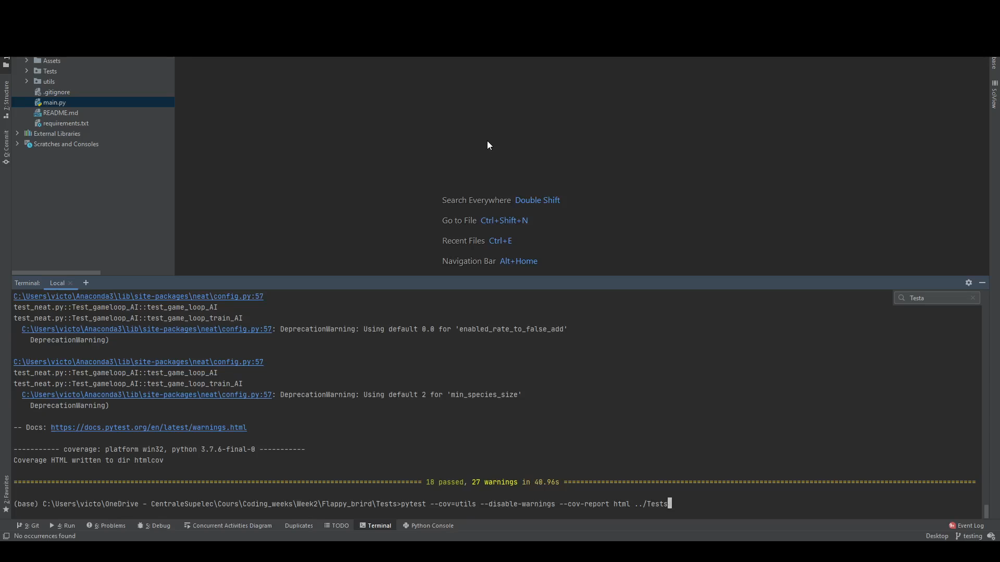 Assets
Tests
utils
.gitignore
main.py
README.md
requirements.txt
External Libraries
Scratches and Consoles
7: Structure
0: Commit
2: Favorites
base
SciView
Search Everywhere Double Shift
Go to File Ctrl+Shift+N
Recent Files Ctrl+E
Navigation Bar Alt+Home
Terminal: Local
Testa
C:\Users\victo\Anaconda3\lib\site-packages\neat\config.py:57
test_neat.py::Test_gameloop_AI::test_game_loop_AI
test_neat.py::Test_gameloop_AI::test_game_loop_train_AI
C:\Users\victo\Anaconda3\lib\site-packages\neat\config.py:57: DeprecationWarning: Using default 0.0 for 'enabled_rate_to_false_add'
DeprecationWarning)
C:\Users\victo\Anaconda3\lib\site-packages\neat\config.py:57
test_neat.py::Test_gameloop_AI::test_game_loop_AI
test_neat.py::Test_gameloop_AI::test_game_loop_train_AI
C:\Users\victo\Anaconda3\lib\site-packages\neat\config.py:57: DeprecationWarning: Using default 2 for 'min_species_size'
DeprecationWarning)
-- Docs: https://docs.pytest.org/en/latest/warnings.html
----------- coverage: platform win32, python 3.7.6-final-0 -----------
Coverage HTML written to dir htmlcov
18 passed, 27 warnings in 40.96s
(base) C:\Users\victo\OneDrive - CentraleSupelec\Cours\Coding_weeks\Week2\Flappy_brird\Tests>pytest --cov=utils --disable-warnings --cov-report html ../Tests
9: Git 4: Run 6: Problems 5: Debug Concurrent Activities Diagram Duplicates TODO Terminal Python Console 9+ Event Log
No occurrences found Desktop testing